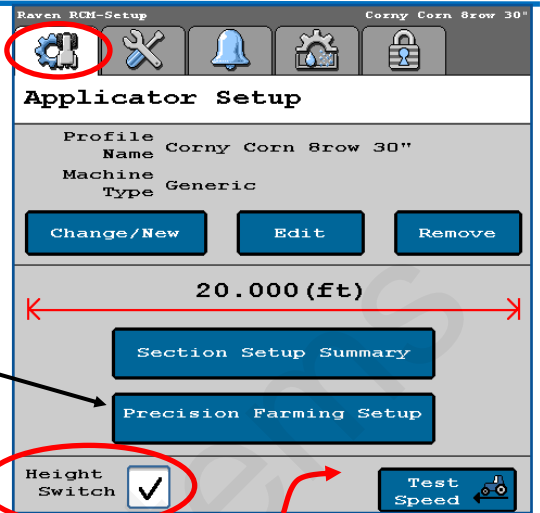 Raven RCM-Setup Corny Corn 8row 30"
Applicator Setup
Profile Name Corny Corn 8row 30"
Machine Type Generic
Change/New Edit Remove
20.000(ft)
Section Setup Summary
Precision Farming Setup
Height Switch
Test Speed